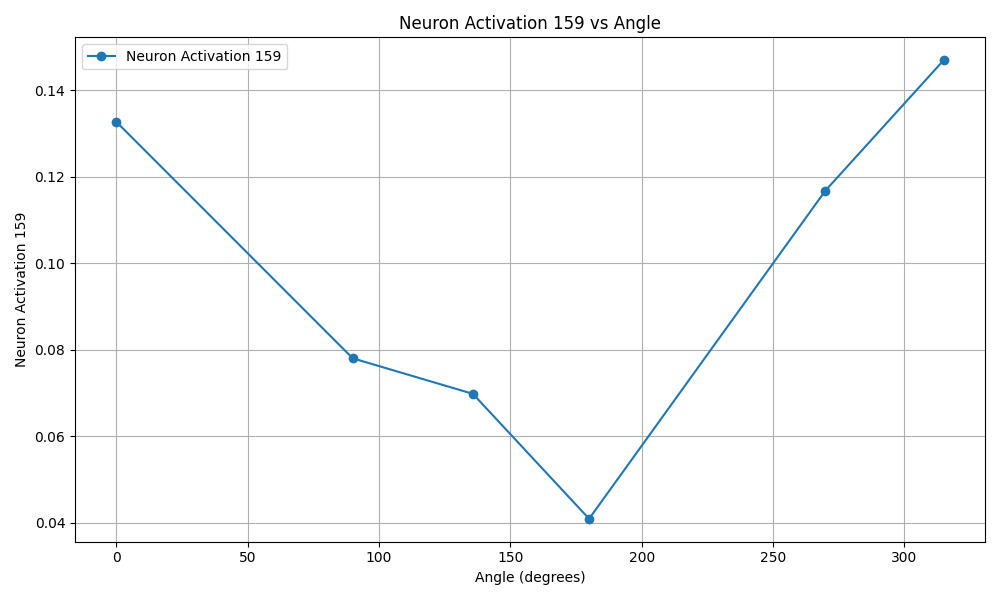 Neuron Activation 159 vs Angle
Neuron Activation 159
0.14
0.12
0.10
0.08
0.06
0.04
Neuron Activation 159
0 50 100 150 200 250 300
Angle (degrees)